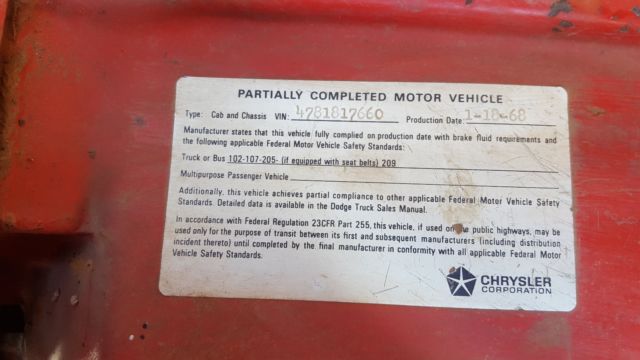 PARTIALLY COMPLETED MOTOR VEHICLE
Type: Cab and Chassis VIN: 4781817660 Production Date: 1-18-68
Manufacturer states that this vehicle fully complied on production date with brake fluid requirements and
the following applicable Federal Motor Vehicle Safety Standards:
Truck or Bus 102-107-205- (if equipped with seat belts) 209
Multipurpose Passenger Vehicle
Additionally, this vehicle achieves partial compliance to other applicable Federal Motor Vehicle Safety
Standards. Detailed data is available in the Dodge Truck Sales Manual.
In accordance with Federal Regulation 23CFR Part 255, this vehicle, if used on the public highways, may be
used only for the purpose of transit between its first and subsequent manufacturers (including distribution
incident thereto) until completed by the final manufacturer in conformity with all applicable Federal Motor
Vehicle Safety Standards.
CHRYSLER
CORPORATION